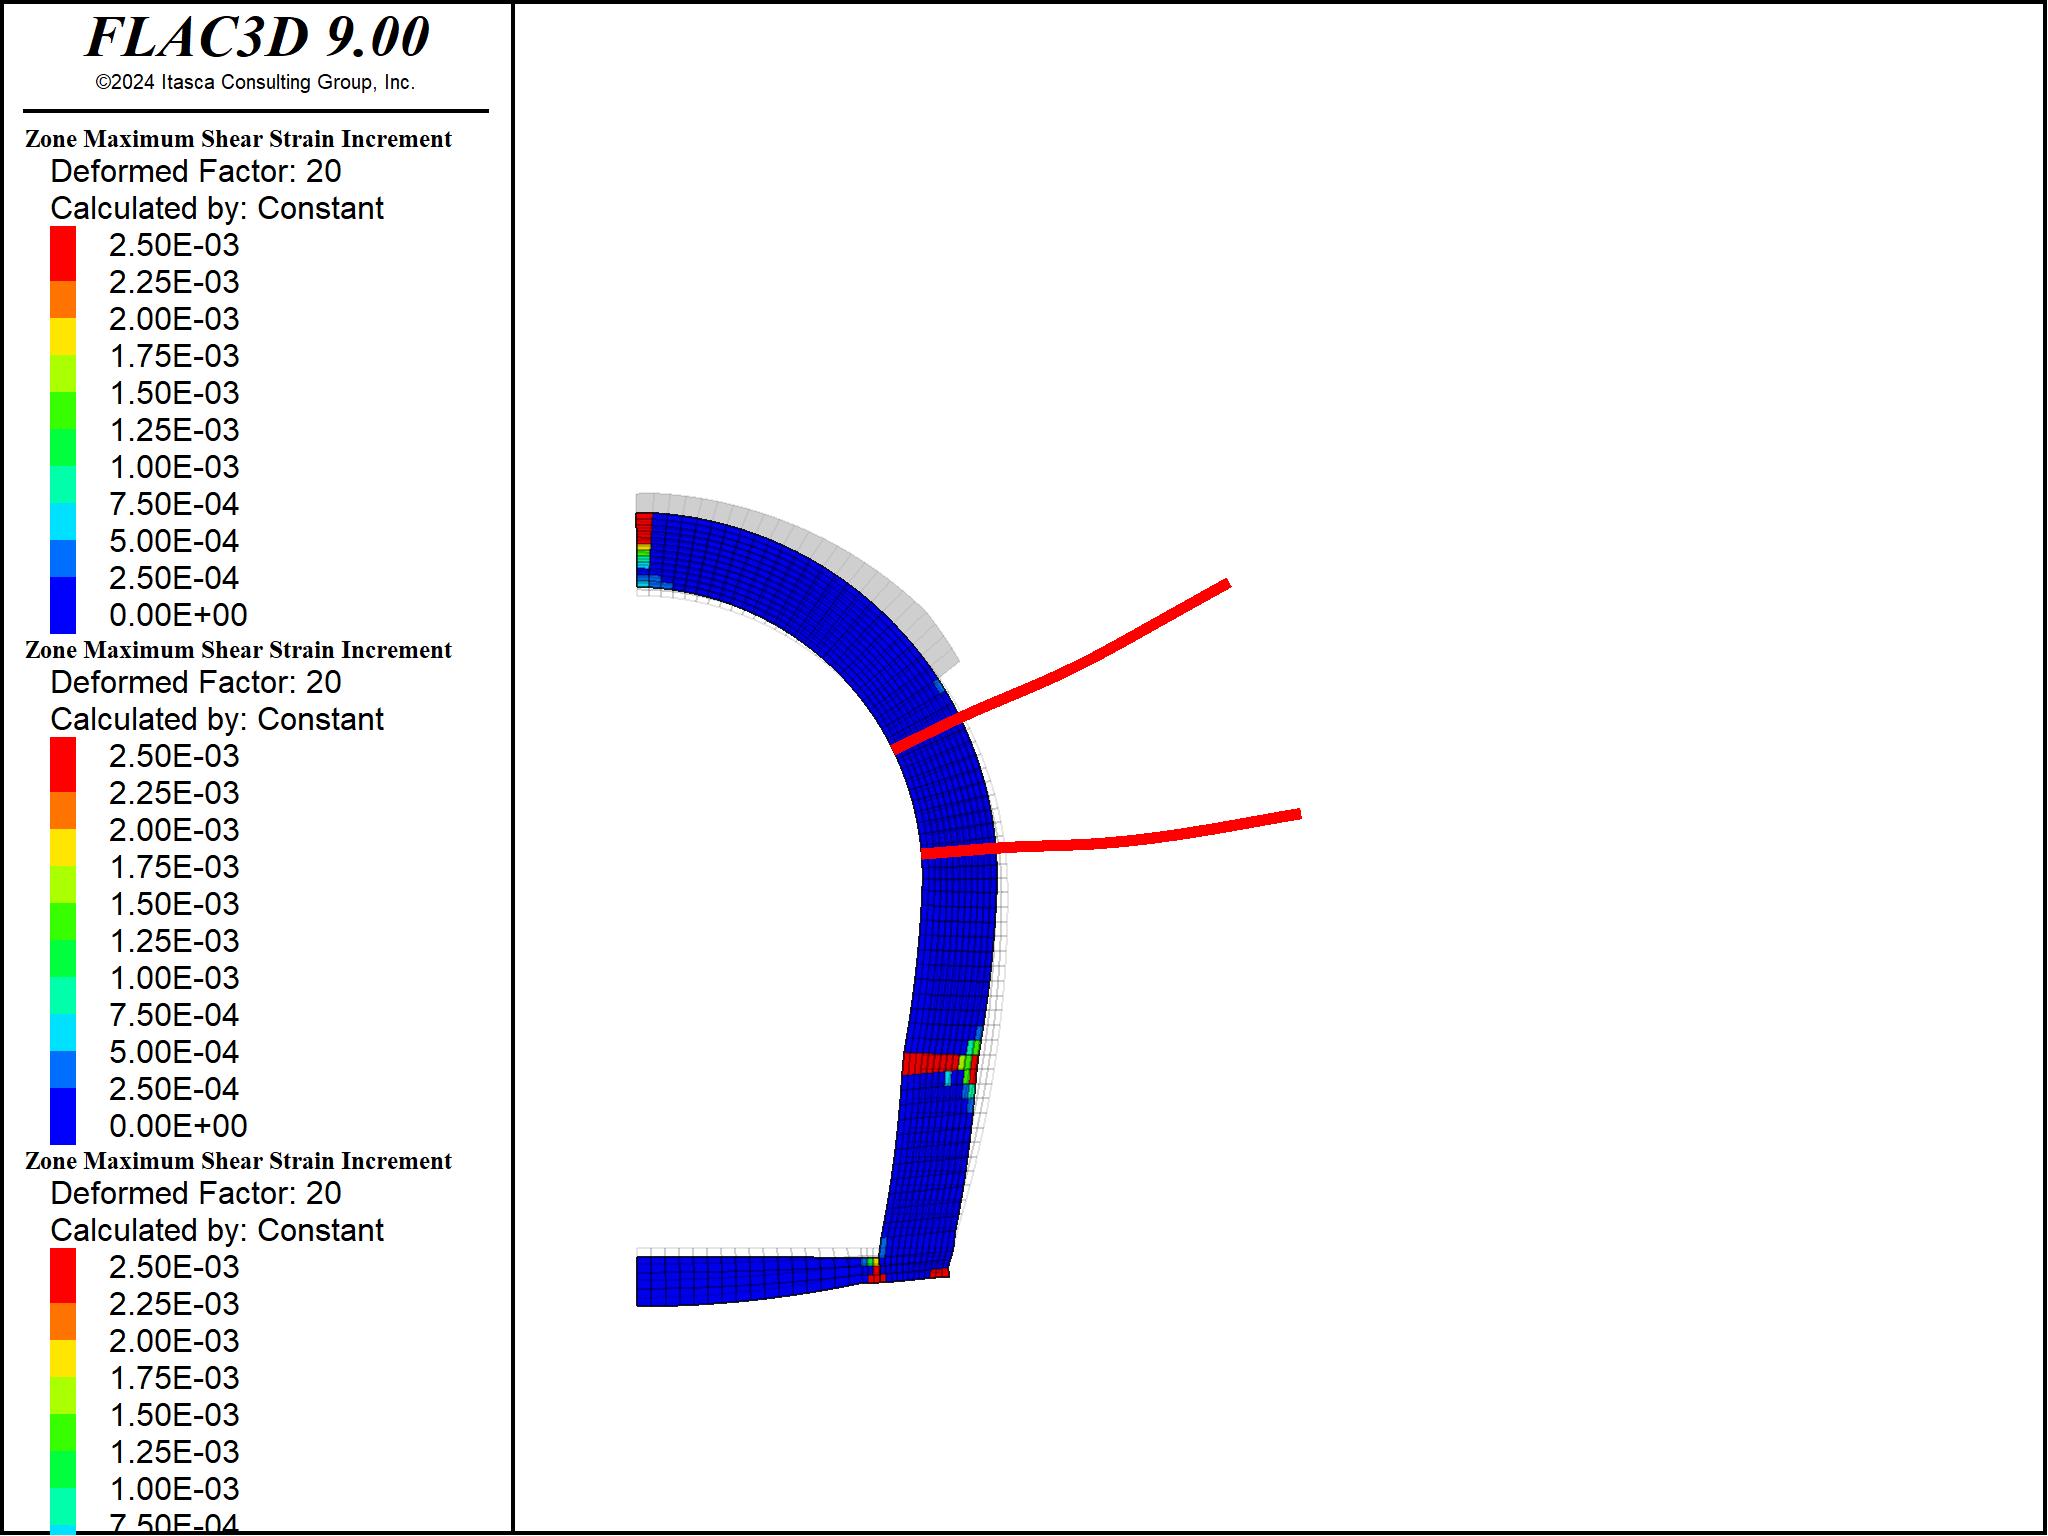 FLAC3D 9.00
©2024 Itasca Consulting Group, Inc.
Zone Maximum Shear Strain Increment
Deformed Factor: 20
Calculated by: Constant
2.50E-03
2.25E-03
2.00E-03
1.75E-03
1.50E-03
1.25E-03
1.00E-03
7.50E-04
5.00E-04
2.50E-04
0.00E+00
Zone Maximum Shear Strain Increment
Deformed Factor: 20
Calculated by: Constant
2.50E-03
2.25E-03
2.00E-03
1.75E-03
1.50E-03
1.25E-03
1.00E-03
7.50E-04
5.00E-04
2.50E-04
0.00E+00
Zone Maximum Shear Strain Increment
Deformed Factor: 20
Calculated by: Constant
2.50E-03
2.25E-03
2.00E-03
1.75E-03
1.50E-03
1.25E-03
1.00E-03
7.50E-04